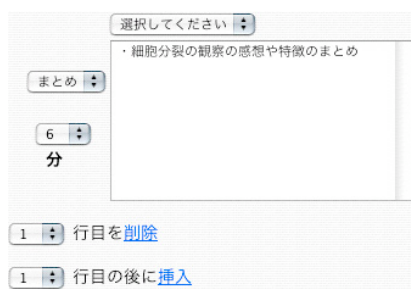 選択してください
・細胞分裂の観察の感想や特徴のまとめ
まとめ
6
分
1 行目を削除
1 行目の後に挿入